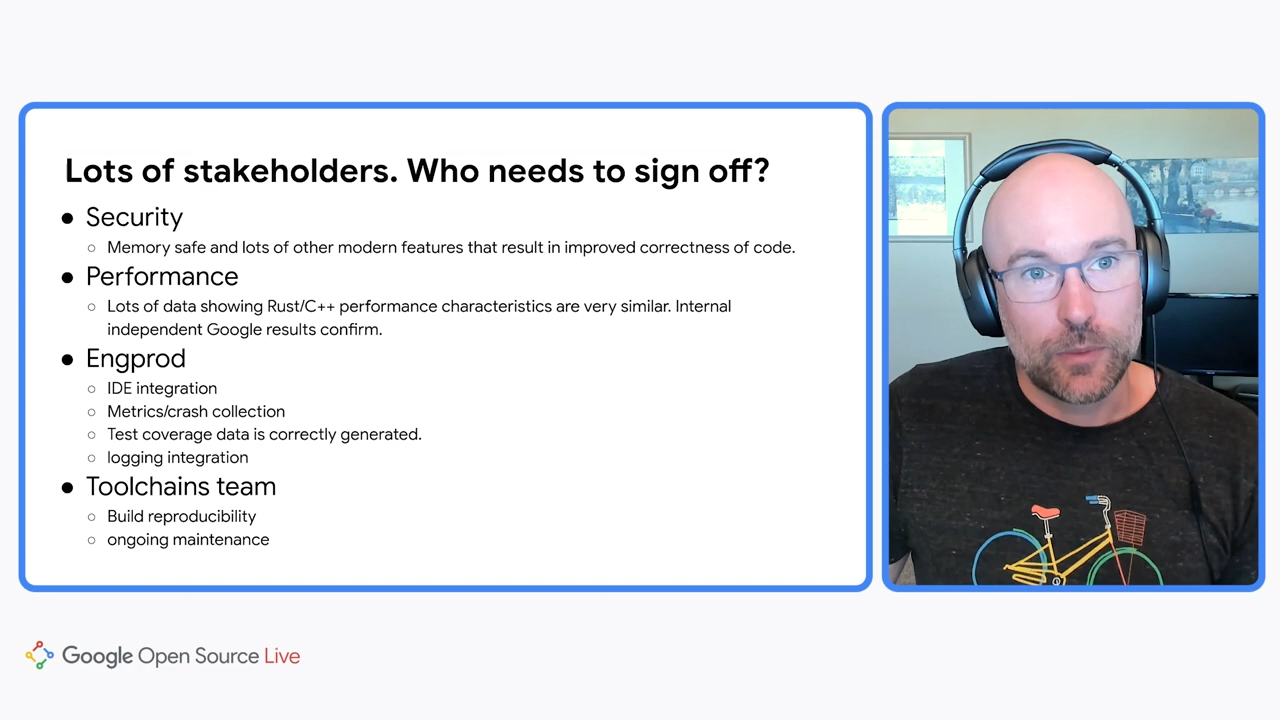 Lots of stakeholders. Who needs to sign off?
● Security
○ Memory safe and lots of other modern features that result in improved correctness of code.
● Performance
○ Lots of data showing Rust/C++ performance characteristics are very similar. Internal
independent Google results confirm.
● Engprod
○ IDE integration
○ Metrics/crash collection
○ Test coverage data is correctly generated.
○ logging integration
● Toolchains team
○ Build reproducibility
○ ongoing maintenance
Google Open Source Live